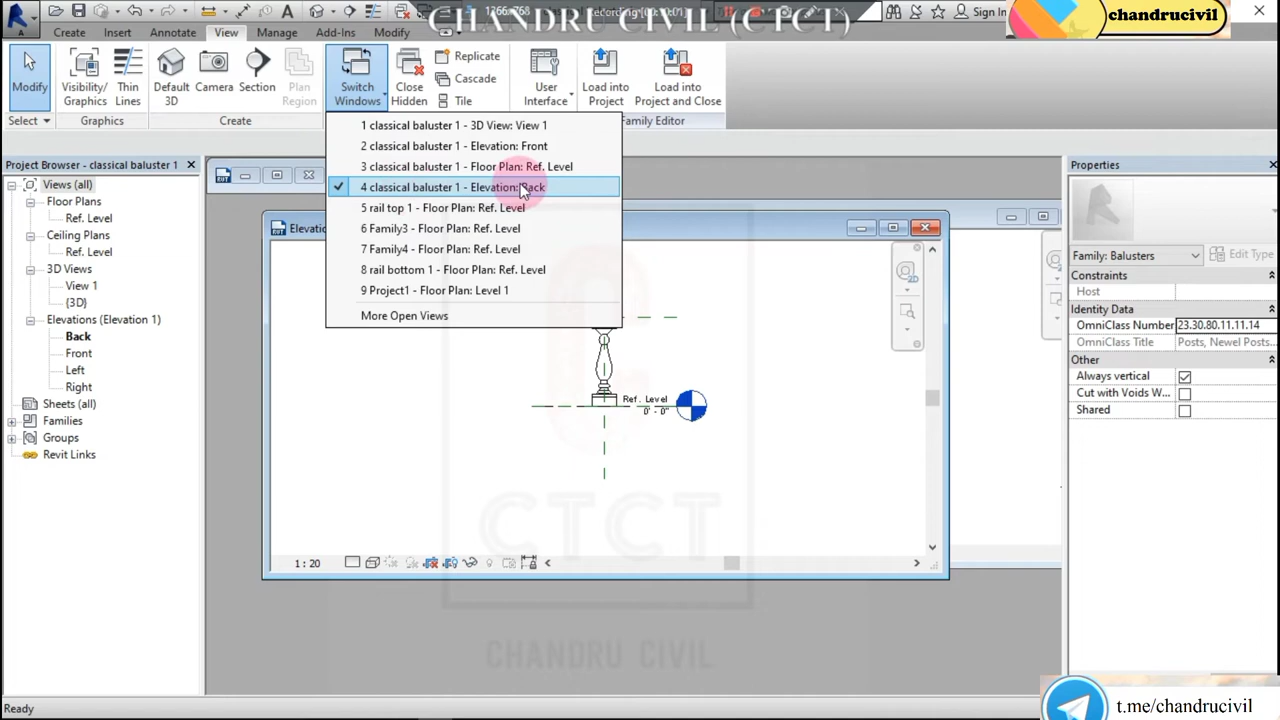 CHANDRU CIVIL (CTCT)
chandrucivil
Sign In
Create Insert Annotate View Manage Add-Ins Modify
Modify
Visibility/ Graphics
Thin Lines
Default 3D
Camera
Section
Plan Region
Switch Windows
Close Hidden
Replicate
Cascade
Tile
User Interface
Load into Project
Load into Project and Close
Select
Graphics
Create
Family Editor
1 classical baluster 1 - 3D View: View 1
2 classical baluster 1 - Elevation: Front
3 classical baluster 1 - Floor Plan: Ref. Level
4 classical baluster 1 - Elevation: Back
5 rail top 1 - Floor Plan: Ref. Level
6 Family3 - Floor Plan: Ref. Level
7 Family4 - Floor Plan: Ref. Level
8 rail bottom 1 - Floor Plan: Ref. Level
9 Project1 - Floor Plan: Level 1
More Open Views
Project Browser - classical baluster 1
Views (all)
Floor Plans
Ref. Level
Ceiling Plans
Ref. Level
3D Views
View 1
{3D}
Elevations (Elevation 1)
Back
Front
Left
Right
Sheets (all)
Families
Groups
Revit Links
Ref. Level
0' - 0"
1 : 20
Properties
Family: Balusters
Edit Type
Constraints
Host
Identity Data
OmniClass Number 23.30.80.11.11.14
OmniClass Title Posts, Newel Posts...
Other
Always vertical
Cut with Voids W...
Shared
CTCT
CHANDRU CIVIL
Ready
t.me/chandrucivil